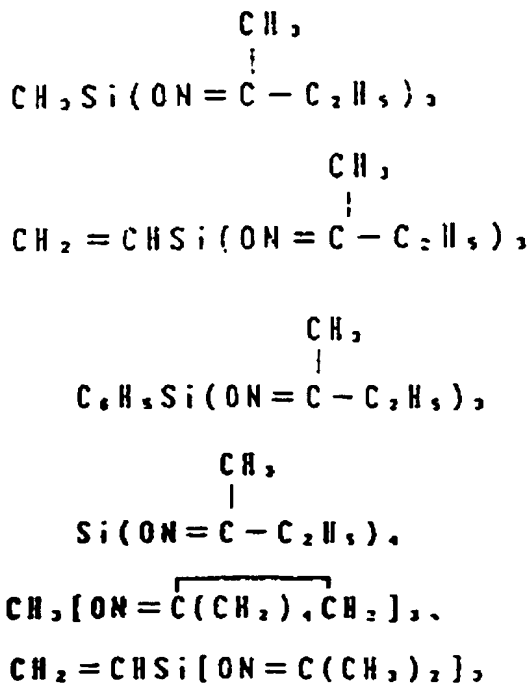 CH₃
CH₃Si(ON=C-C₂H₅)₃
CH₃
CH₂=CHSi(ON=C-C₂H₅)₃
CH₃
C₆H₅Si(ON=C-C₂H₅)₃
CH₃
Si(ON=C-C₂H₅)₄
CH₃[ON=C(CH₂)₄CH₂]₃、
CH₂=CHSi[ON=C(CH₃)₂]₃